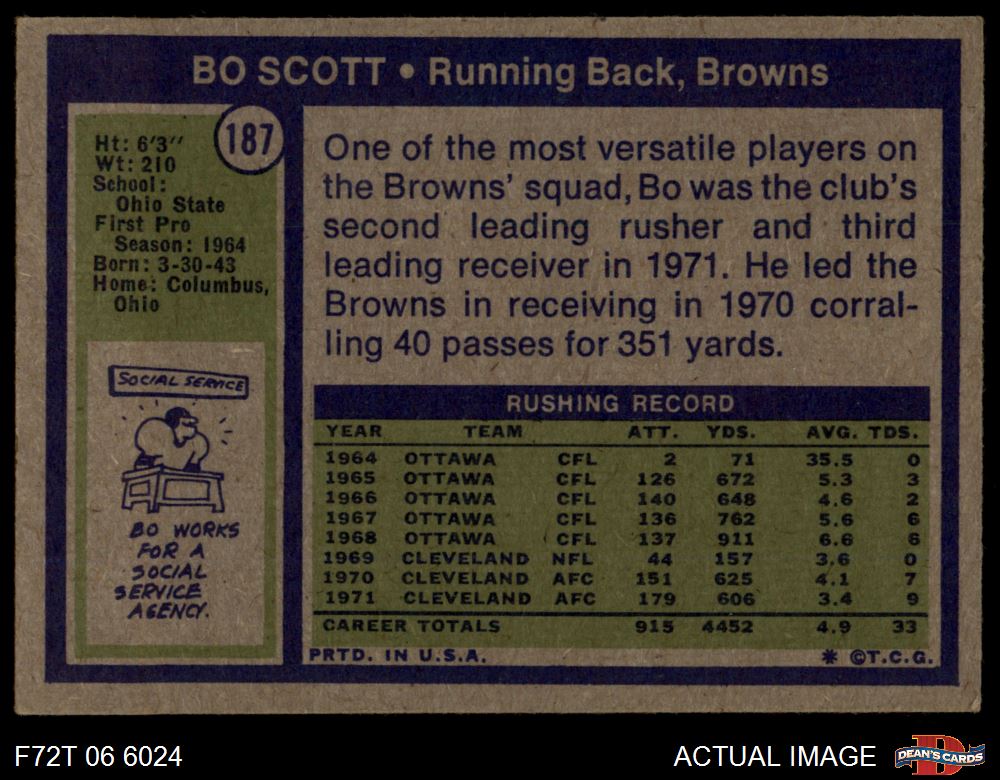 BO SCOTT • Running Back, Browns
187
Ht: 6'3"
Wt: 210
School:
Ohio State
First Pro
Season: 1964
Born: 3-30-43
Home: Columbus,
Ohio
SOCIAL SERVICE
BO WORKS
FOR A
SOCIAL
SERVICE
AGENCY.
One of the most versatile players on
the Browns' squad, Bo was the club's
second leading rusher and third
leading receiver in 1971. He led the
Browns in receiving in 1970 corral-
ling 40 passes for 351 yards.
RUSHING RECORD
YEAR TEAM ATT. YDS. AVG. TDS.
1964 OTTAWA CFL 2 71 35.5 0
1965 OTTAWA CFL 126 672 5.3 3
1966 OTTAWA CFL 140 648 4.6 2
1967 OTTAWA CFL 136 762 5.6 6
1968 OTTAWA CFL 137 911 6.6 6
1969 CLEVELAND NFL 44 157 3.6 0
1970 CLEVELAND AFC 151 625 4.1 7
1971 CLEVELAND AFC 179 606 3.4 9
CAREER TOTALS 915 4452 4.9 33
PRTD. IN U.S.A. * ©T.C.G.
F72T 06 6024 ACTUAL IMAGE
D
DEAN'S CARDS